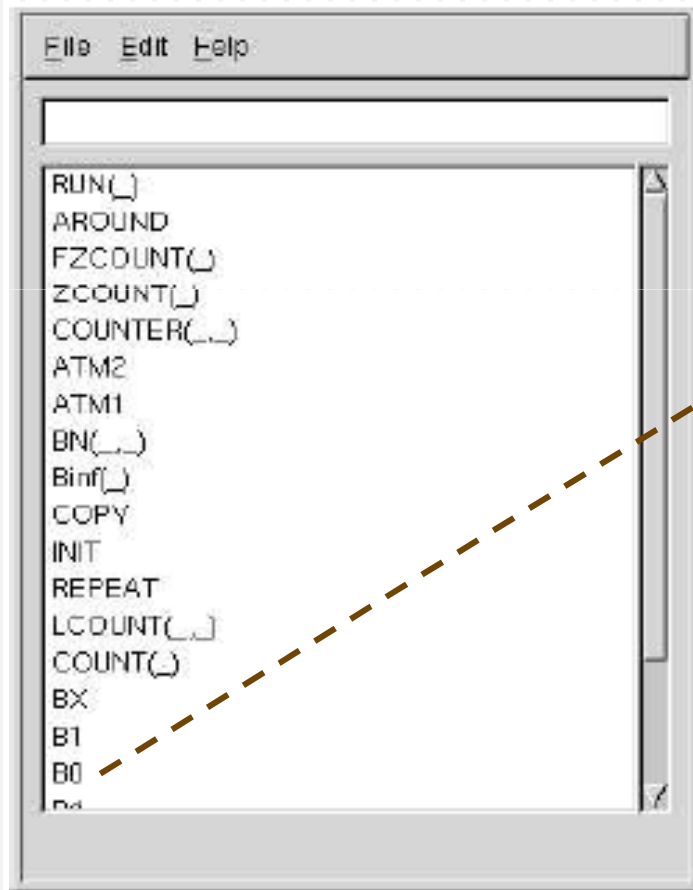 File Edit Help
RUN(_)
AROUND
FZCOUNT(_)
ZCOUNT(_)
COUNTER(_,_)
ATM2
ATM1
BN(_,_)
Binf(_)
COPY
INIT
REPEAT
LCOUNT(_,_)
COUNT(_)
BX
B1
B0